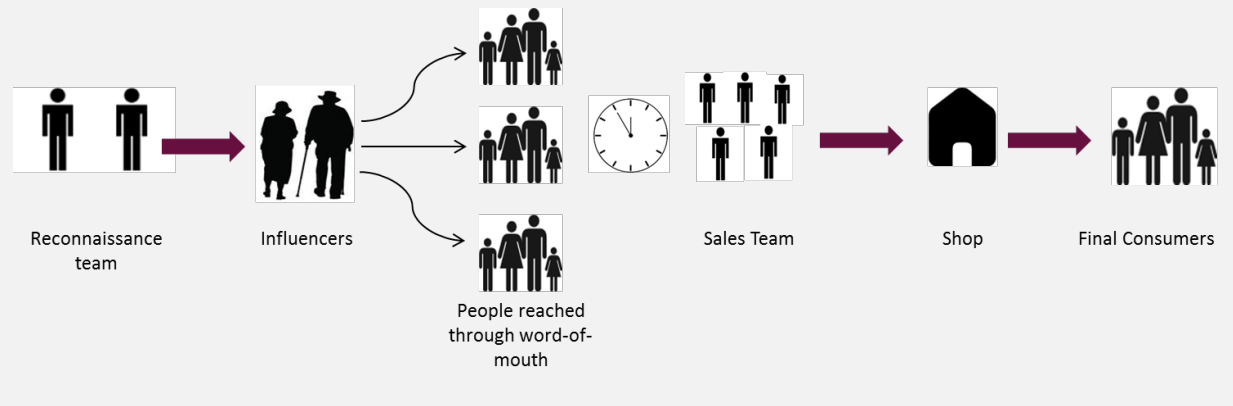 Reconnaissance
team
Influencers
People reached
through word-of-
mouth
Sales Team
Shop
Final Consumers